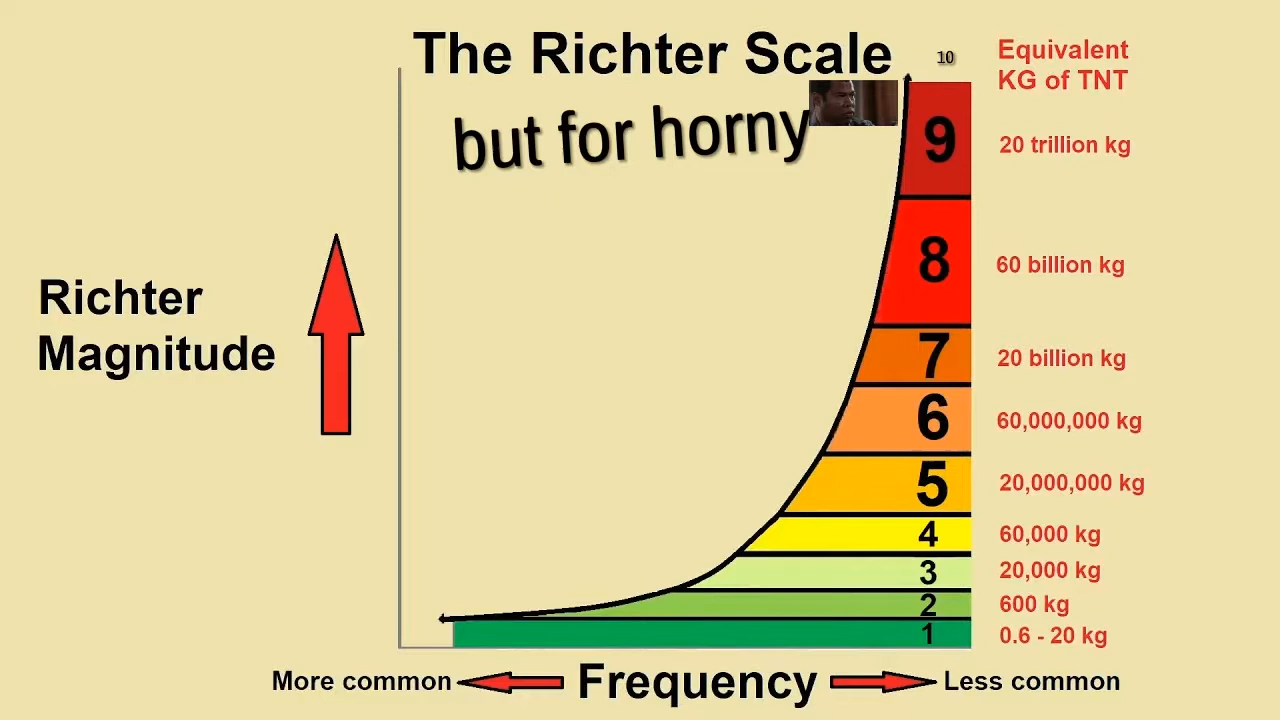 The Richter Scale
but for horny
10
Equivalent
KG of TNT
9
20 trillion kg
8
60 billion kg
Richter
Magnitude
7
20 billion kg
6
60,000,000 kg
5
20,000,000 kg
4
60,000 kg
3
20,000 kg
2
600 kg
1
0.6 - 20 kg
More common
Frequency
Less common